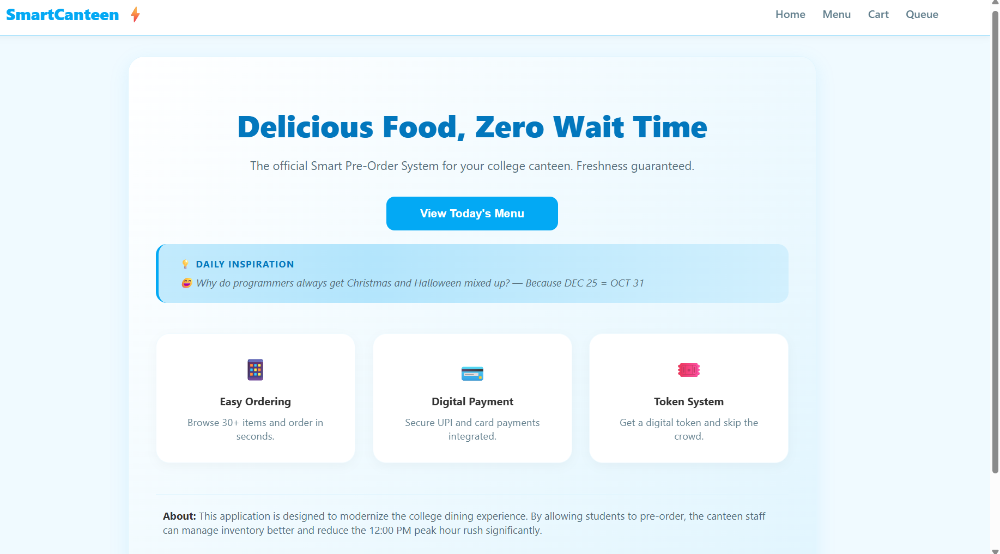 SmartCanteen ⚡
Home Menu Cart Queue
Delicious Food, Zero Wait Time
The official Smart Pre-Order System for your college canteen. Freshness guaranteed.
View Today's Menu
💡 DAILY INSPIRATION
😄 Why do programmers always get Christmas and Halloween mixed up? — Because DEC 25 = OCT 31
Easy Ordering
Browse 30+ items and order in
seconds.
Digital Payment
Secure UPI and card payments
integrated.
Token System
Get a digital token and skip the
crowd.
About: This application is designed to modernize the college dining experience. By allowing students to pre-order, the canteen staff
can manage inventory better and reduce the 12:00 PM peak hour rush significantly.